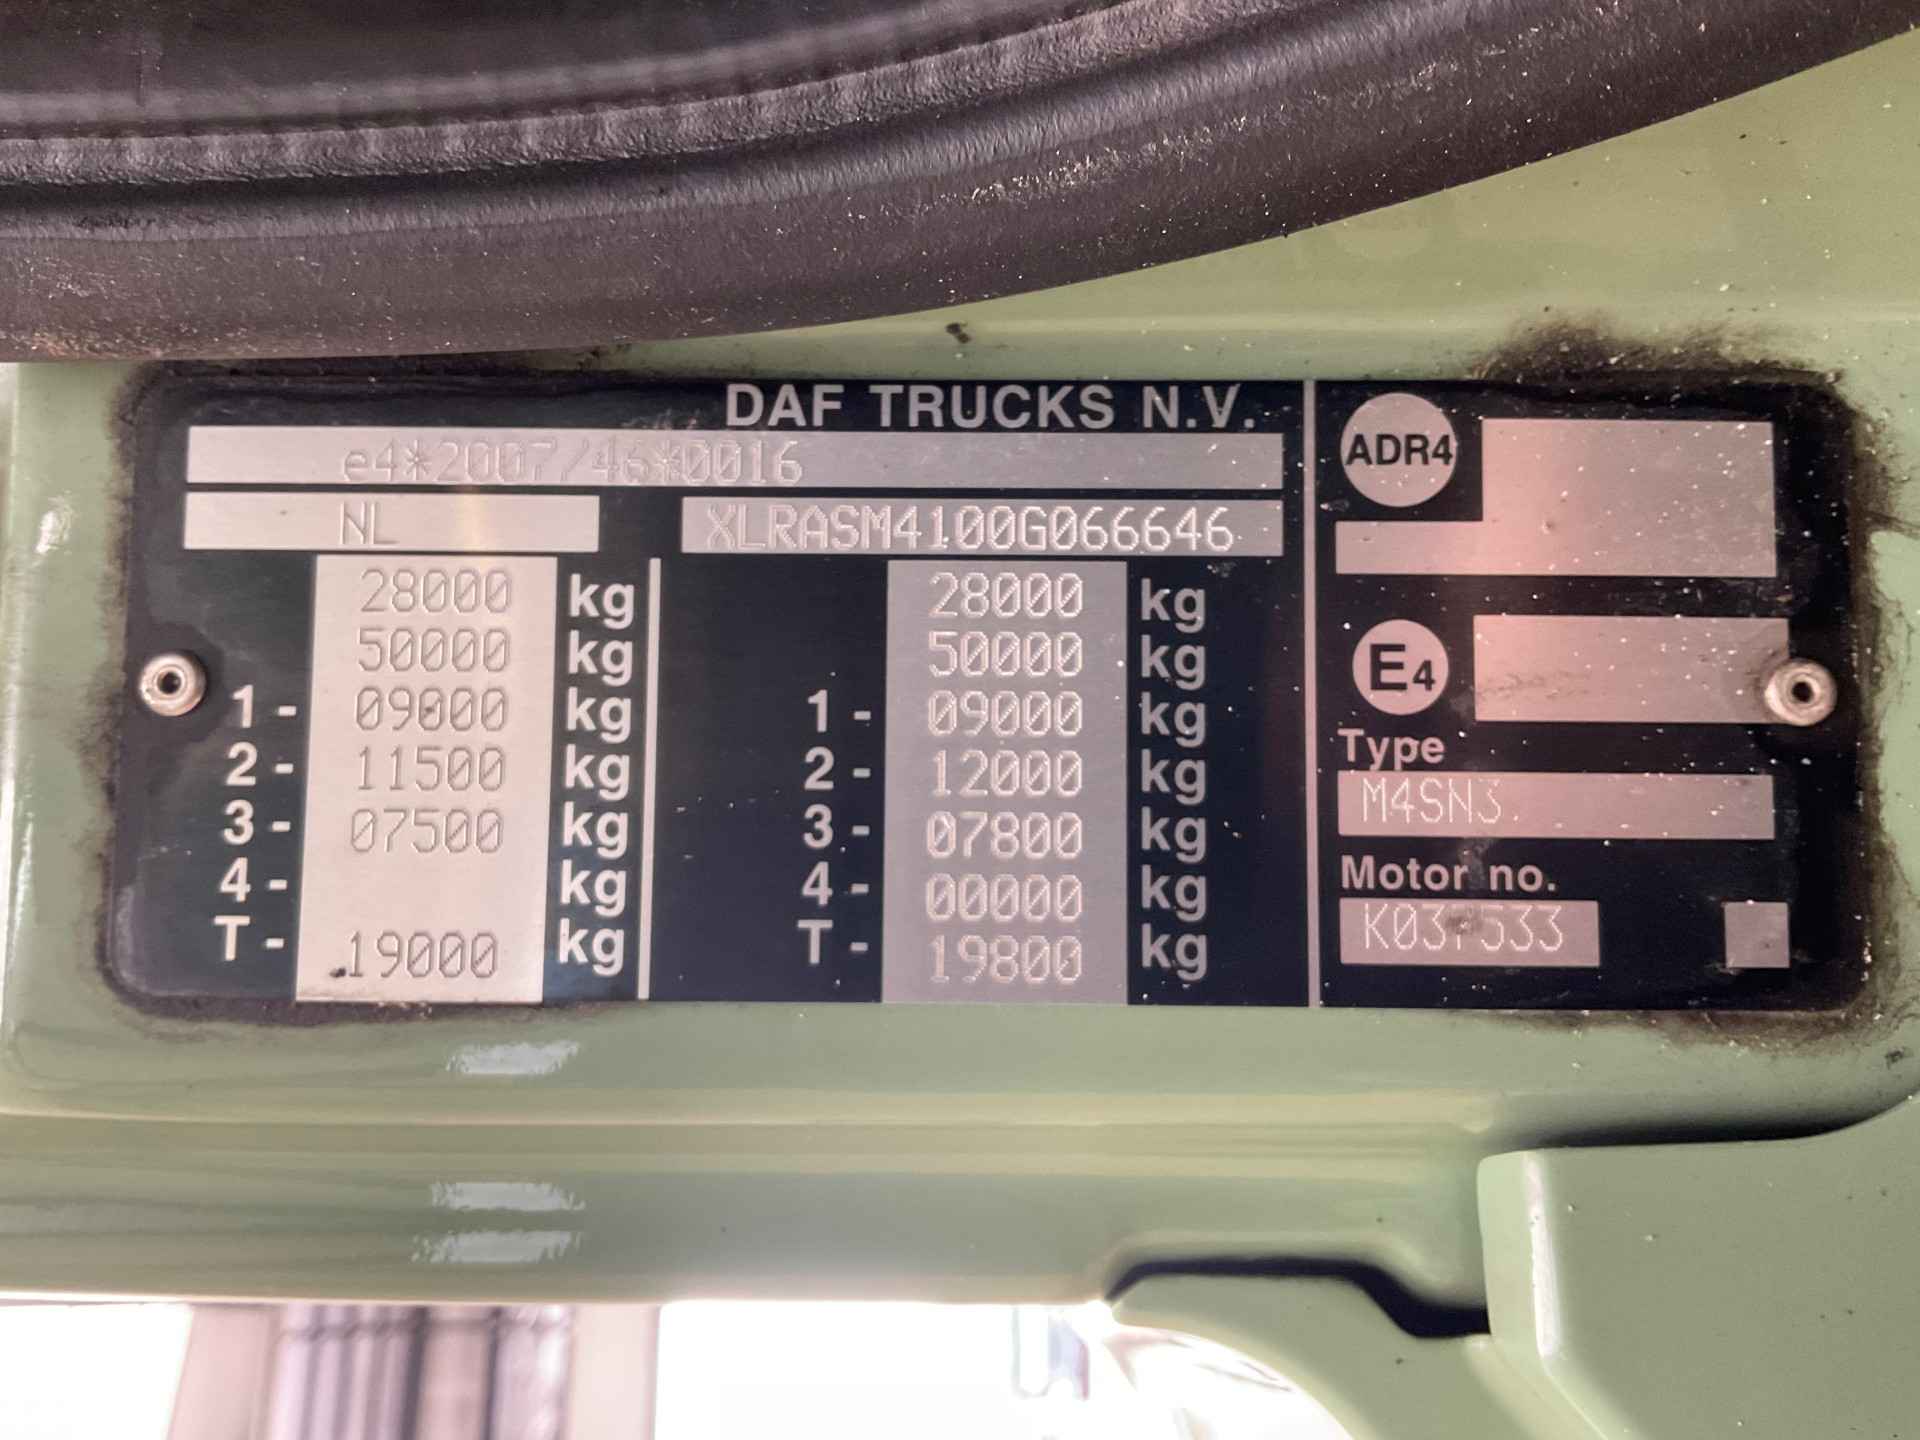 DAF TRUCKS N.V.
e4*2007/46*0016
NL XLRASM4100G066646
28000 kg 28000 kg
50000 kg 50000 kg
1- 09000 kg 1- 09000 kg
2- 11500 kg 2- 12000 kg
3- 07500 kg 3- 07800 kg
4- kg 4- 00000 kg
T- 19000 kg T- 19800 kg
ADR4
E4
Type
M4SN3
Motor no.
K037533